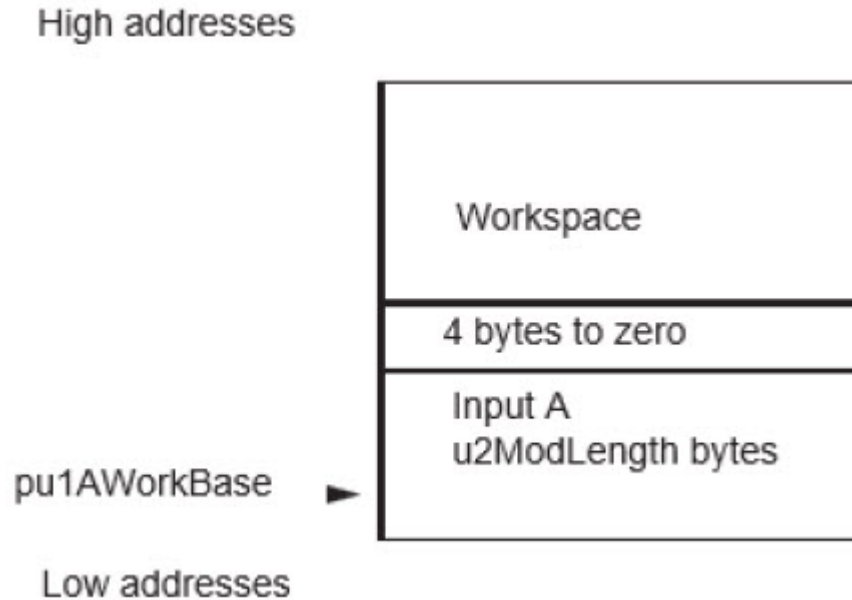 High addresses
Workspace
4 bytes to zero
Input A
u2ModLength bytes
pu1AWorkBase
Low addresses